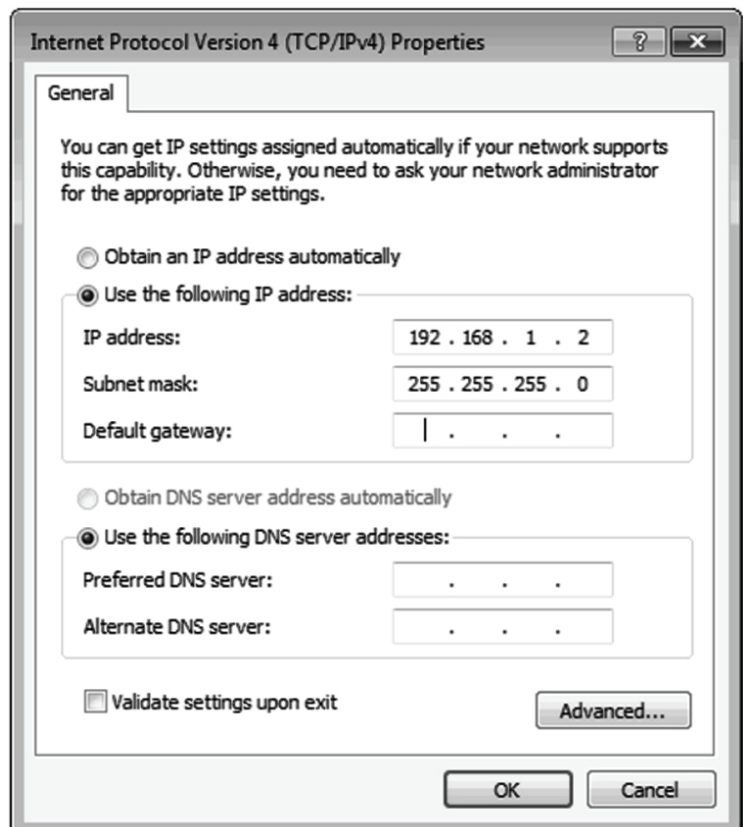 Internet Protocol Version 4 (TCP/IPv4) Properties
General
You can get IP settings assigned automatically if your network supports
this capability. Otherwise, you need to ask your network administrator
for the appropriate IP settings.
Obtain an IP address automatically
Use the following IP address:
IP address: 192 . 168 . 1 . 2
Subnet mask: 255 . 255 . 255 . 0
Default gateway: . . .
Obtain DNS server address automatically
Use the following DNS server addresses:
Preferred DNS server: . . .
Alternate DNS server: . . .
Validate settings upon exit
Advanced...
OK Cancel